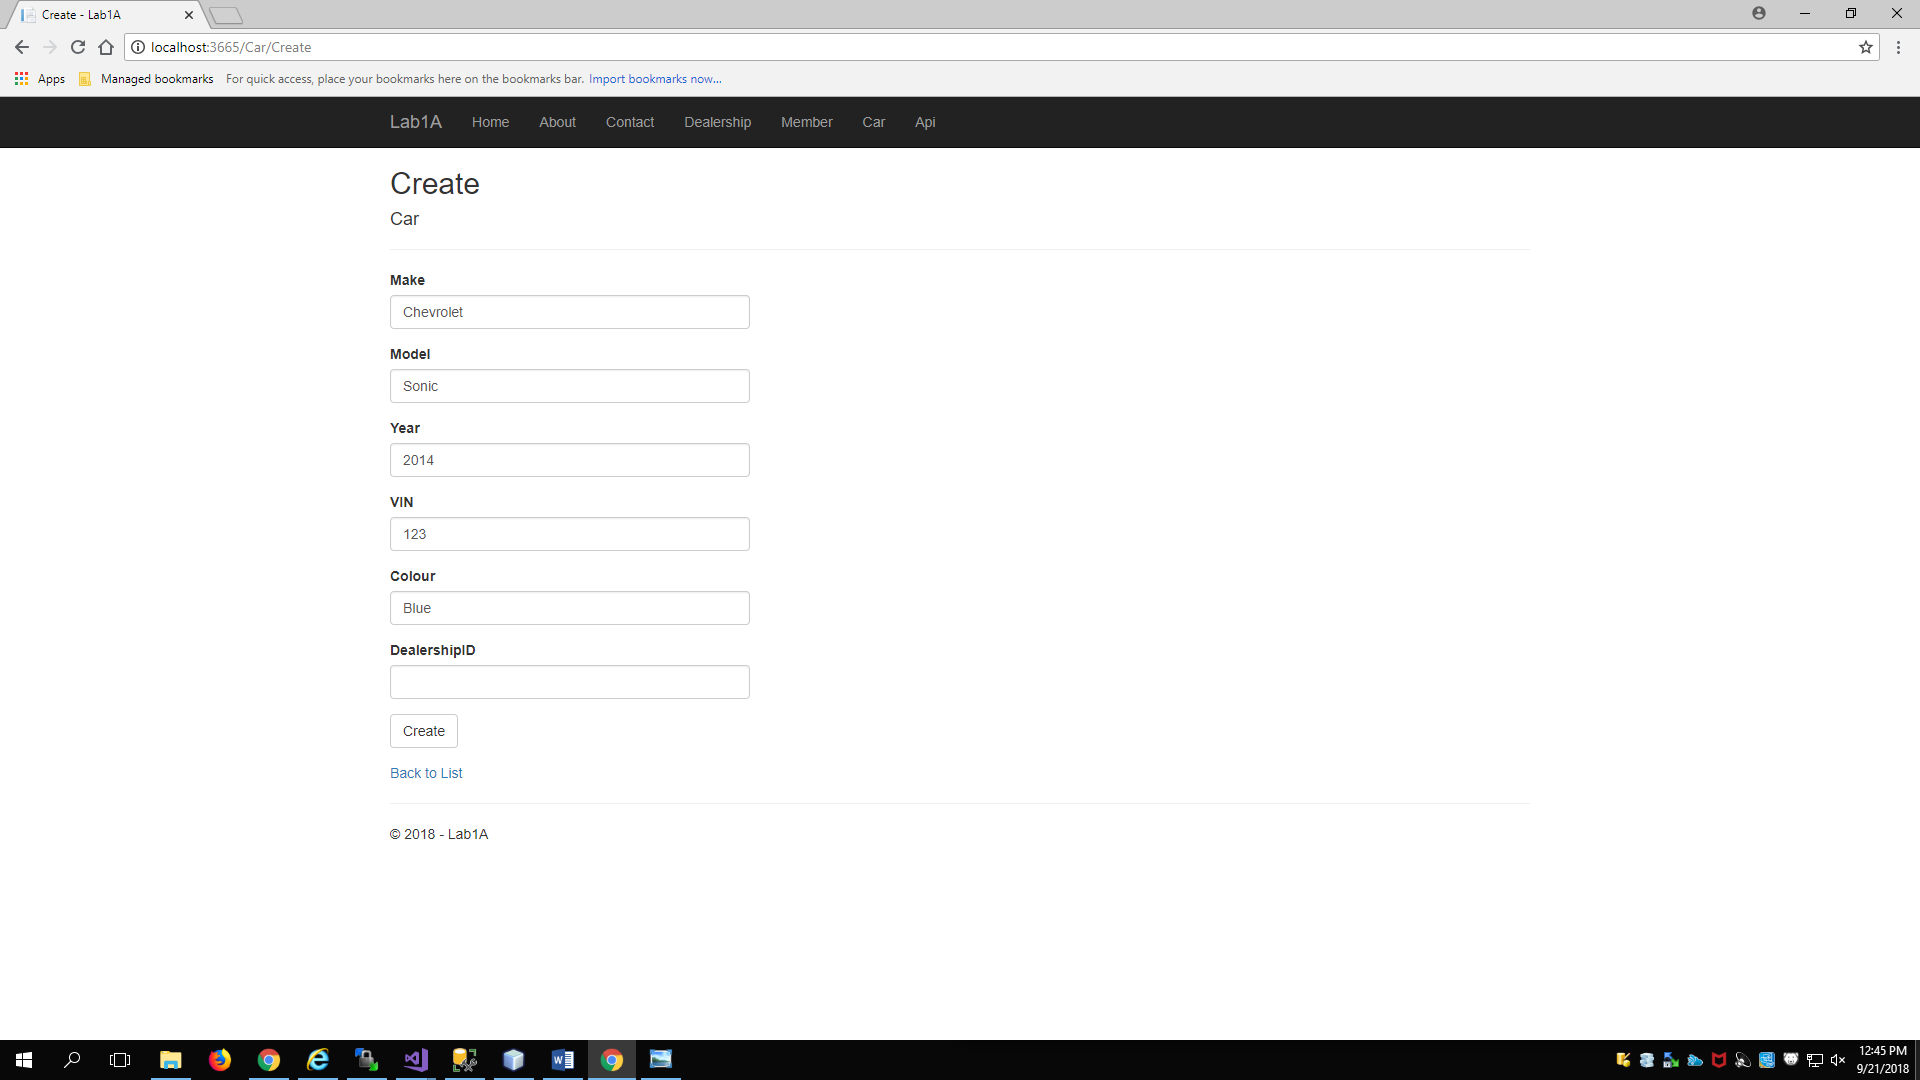 Create - Lab1A
localhost:3665/Car/Create
Apps Managed bookmarks For quick access, place your bookmarks here on the bookmarks bar. Import bookmarks now...
Lab1A Home About Contact Dealership Member Car Api
Create
Car
Make
Chevrolet
Model
Sonic
Year
2014
VIN
123
Colour
Blue
DealershipID
Create
Back to List
© 2018 - Lab1A
12:45 PM
9/21/2018